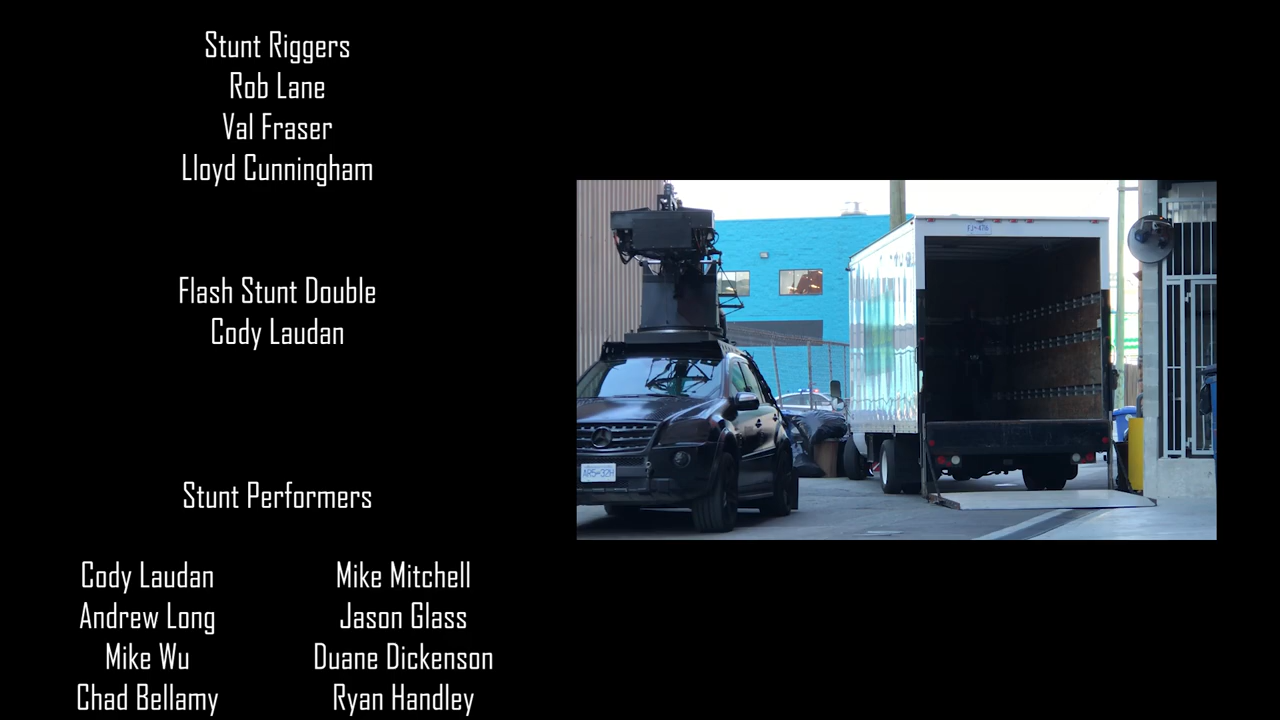 Stunt Riggers
Rob Lane
Val Fraser
Lloyd Cunningham
Flash Stunt Double
Cody Laudan
Stunt Performers
Cody Laudan Mike Mitchell
Andrew Long Jason Glass
Mike Wu Duane Dickenson
Chad Bellamy Ryan Handley